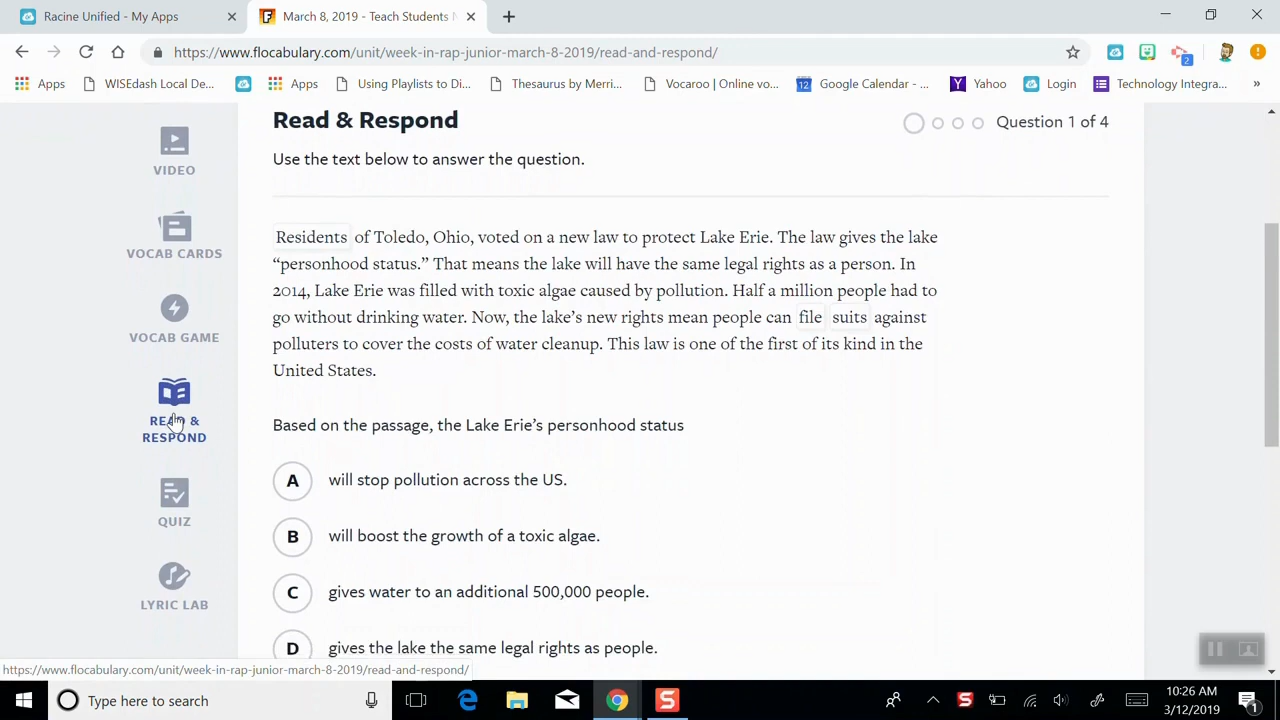 Racine Unified - My Apps
March 8, 2019 - Teach Students N
https://www.flocabulary.com/unit/week-in-rap-junior-march-8-2019/read-and-respond/
2
Apps
WISEdash Local De...
Apps
Using Playlists to Di...
Thesaurus by Merri...
Vocaroo | Online vo...
12
Google Calendar - ...
Yahoo
Login
Technology Integra...
»
VIDEO
VOCAB CARDS
VOCAB GAME
READ &
RESPOND
QUIZ
LYRIC LAB
Read & Respond
Question 1 of 4
Use the text below to answer the question.
Residents of Toledo, Ohio, voted on a new law to protect Lake Erie. The law gives the lake
“personhood status.” That means the lake will have the same legal rights as a person. In
2014, Lake Erie was filled with toxic algae caused by pollution. Half a million people had to
go without drinking water. Now, the lake’s new rights mean people can file suits against
polluters to cover the costs of water cleanup. This law is one of the first of its kind in the
United States.
Based on the passage, the Lake Erie’s personhood status
A will stop pollution across the US.
B will boost the growth of a toxic algae.
C gives water to an additional 500,000 people.
D gives the lake the same legal rights as people.
https://www.flocabulary.com/unit/week-in-rap-junior-march-8-2019/read-and-respond/
Type here to search
10:26 AM
3/12/2019
1